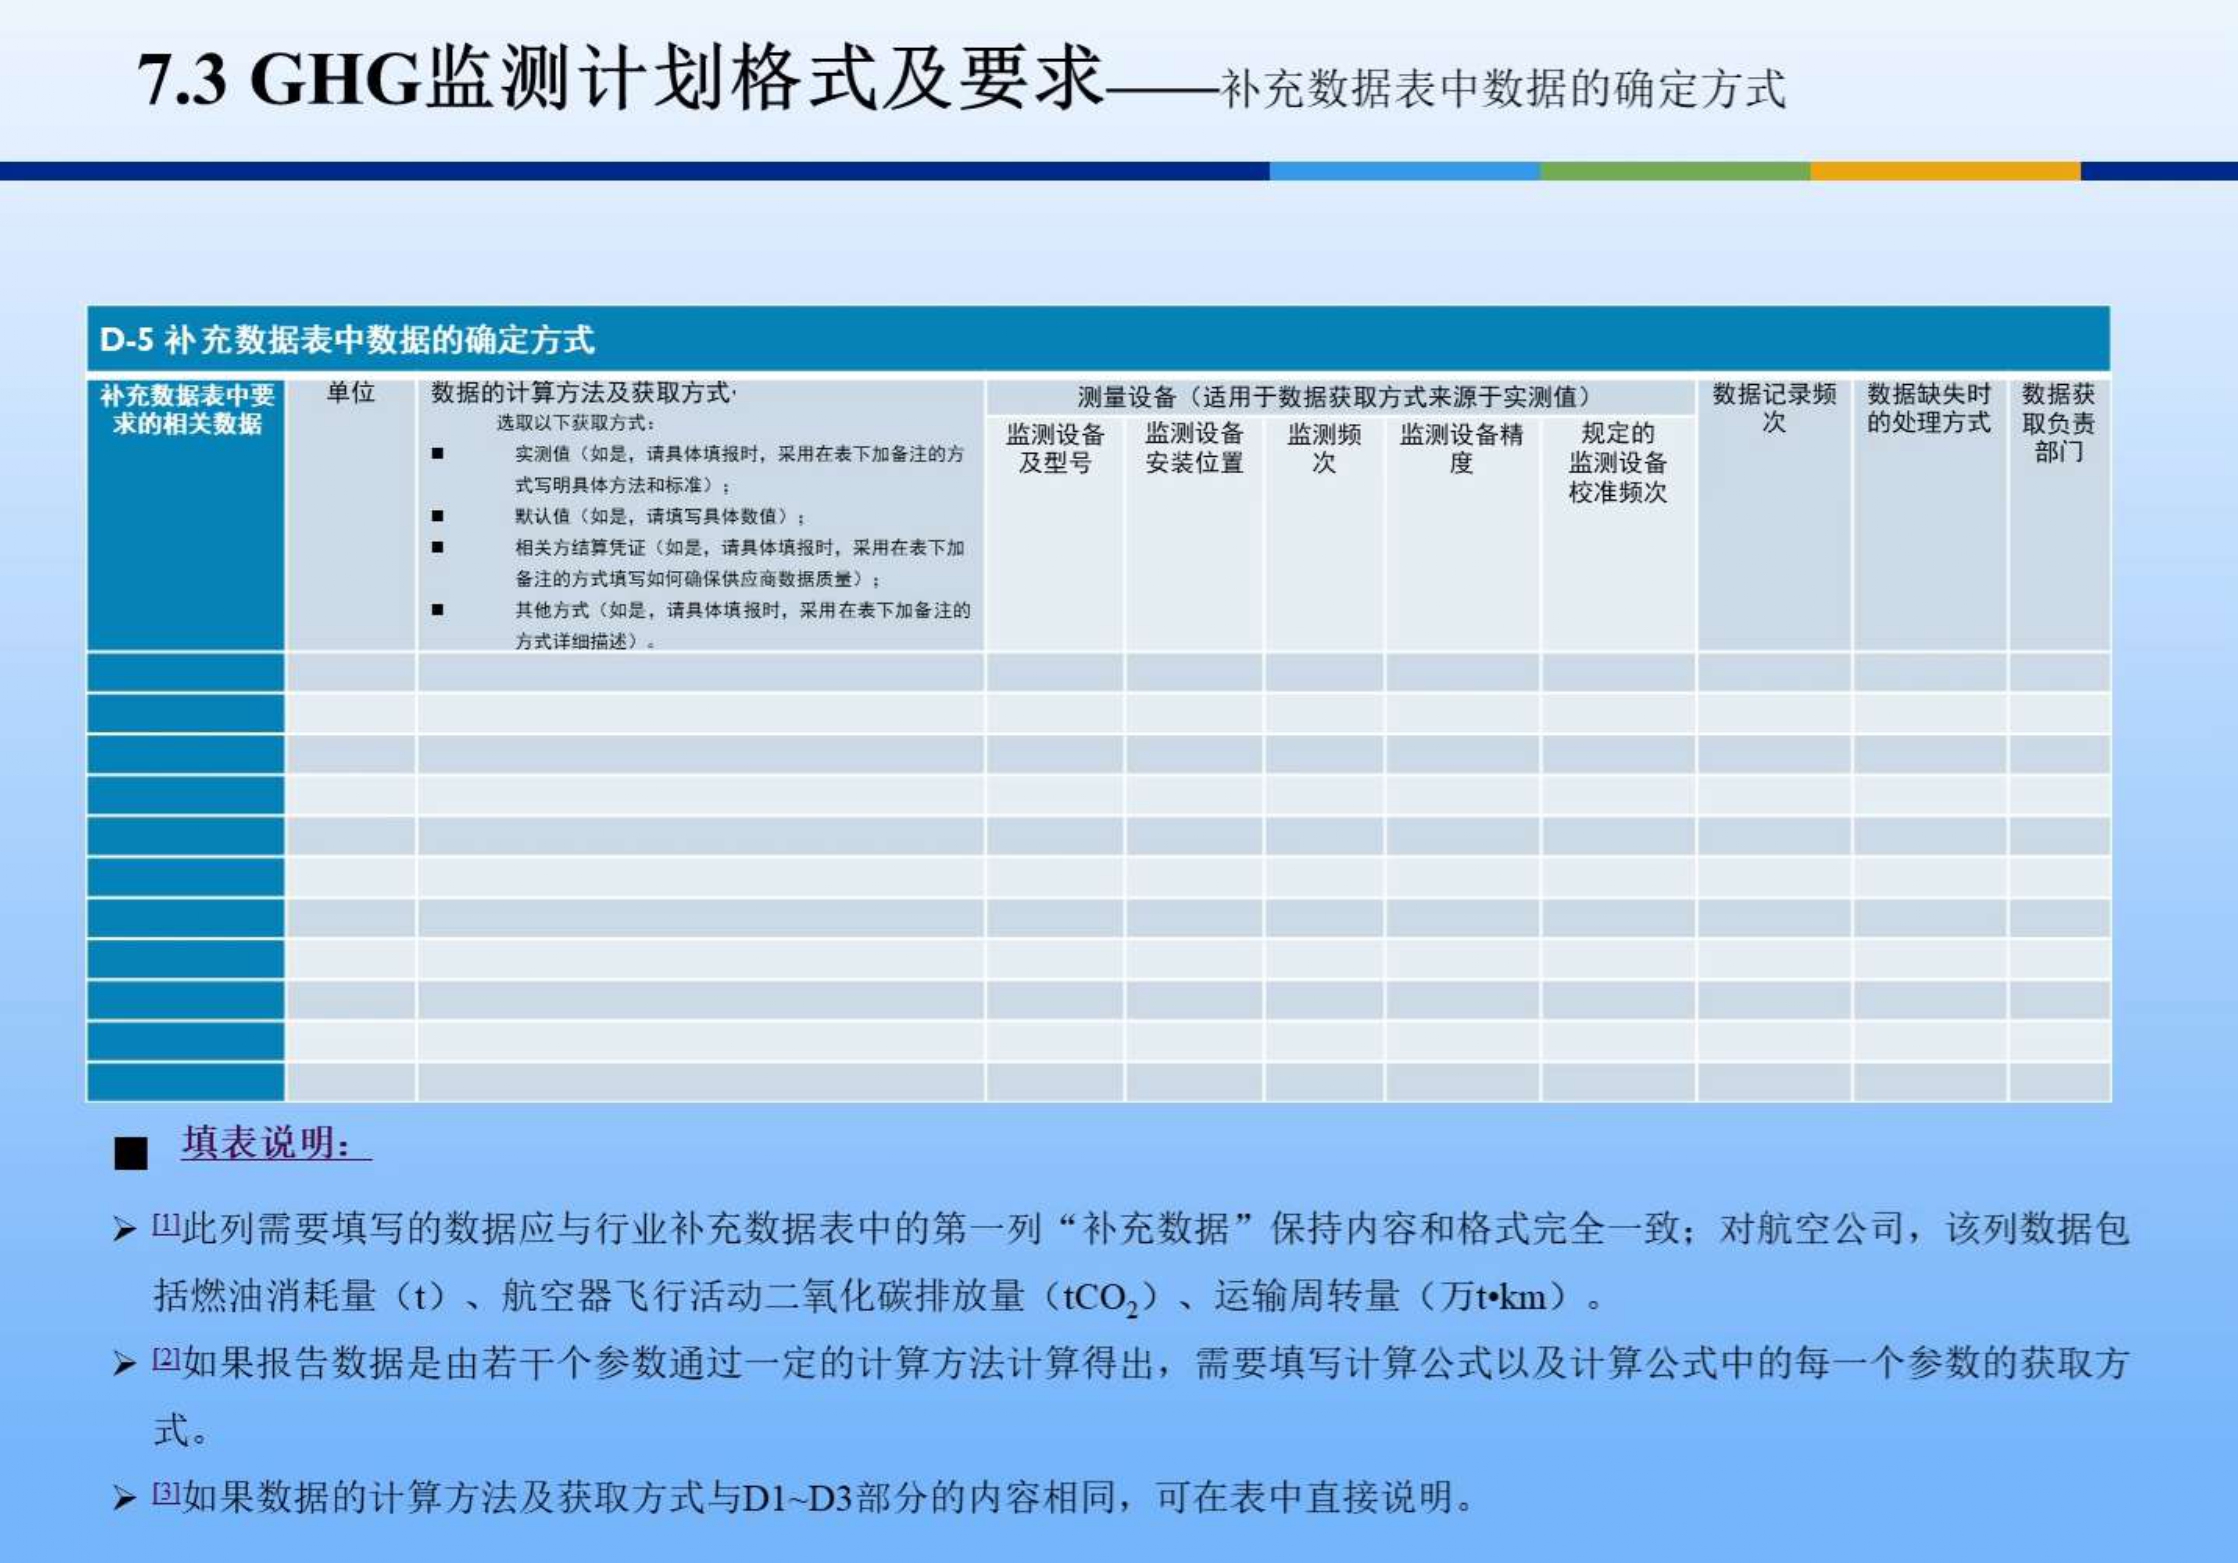 7.3 GHG监测计划格式及要求——补充数据表中数据的确定方式
D-5 补充数据表中数据的确定方式
补充数据表中要
求的相关数据
单位
数据的计算方法及获取方式
选取以下获取方式：
■ 实测值（如是，请具体填报时，采用在表下加备注的方
式写明具体方法和标准）；
■ 默认值（如是，请填写具体数值）；
■ 相关方结算凭证（如是，请具体填报时，采用在表下加
备注的方式填写如何确保供应商数据质量）；
■ 其他方式（如是，请具体填报时，采用在表下加备注的
方式详细描述）。
测量设备（适用于数据获取方式来源于实测值）
监测设备
及型号
监测设备
安装位置
监测频
次
监测设备精
度
规定的
监测设备
校准频次
数据记录频
次
数据缺失时
的处理方式
数据获
取负责
部门
■ 填表说明：
➢ [1]此列需要填写的数据应与行业补充数据表中的第一列“补充数据”保持内容和格式完全一致；对航空公司，该列数据包
括燃油消耗量（t）、航空器飞行活动二氧化碳排放量（tCO₂）、运输周转量（万t•km）。
➢ [2]如果报告数据是由若干个参数通过一定的计算方法计算得出，需要填写计算公式以及计算公式中的每一个参数的获取方
式。
➢ [3]如果数据的计算方法及获取方式与D1~D3部分的内容相同，可在表中直接说明。